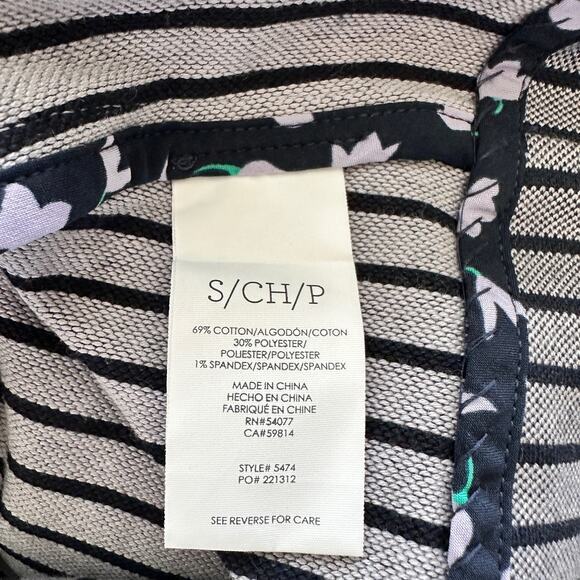 S/CH/P
69% COTTON/ALGODÓN/COTON
30% POLYESTER/
POLIESTER/POLYESTER
1% SPANDEX/SPANDEX/SPANDEX
MADE IN CHINA
HECHO EN CHINA
FABRIQUÉ EN CHINE
RN#54077
CA#59814
STYLE# 5474
PO# 221312
SEE REVERSE FOR CARE